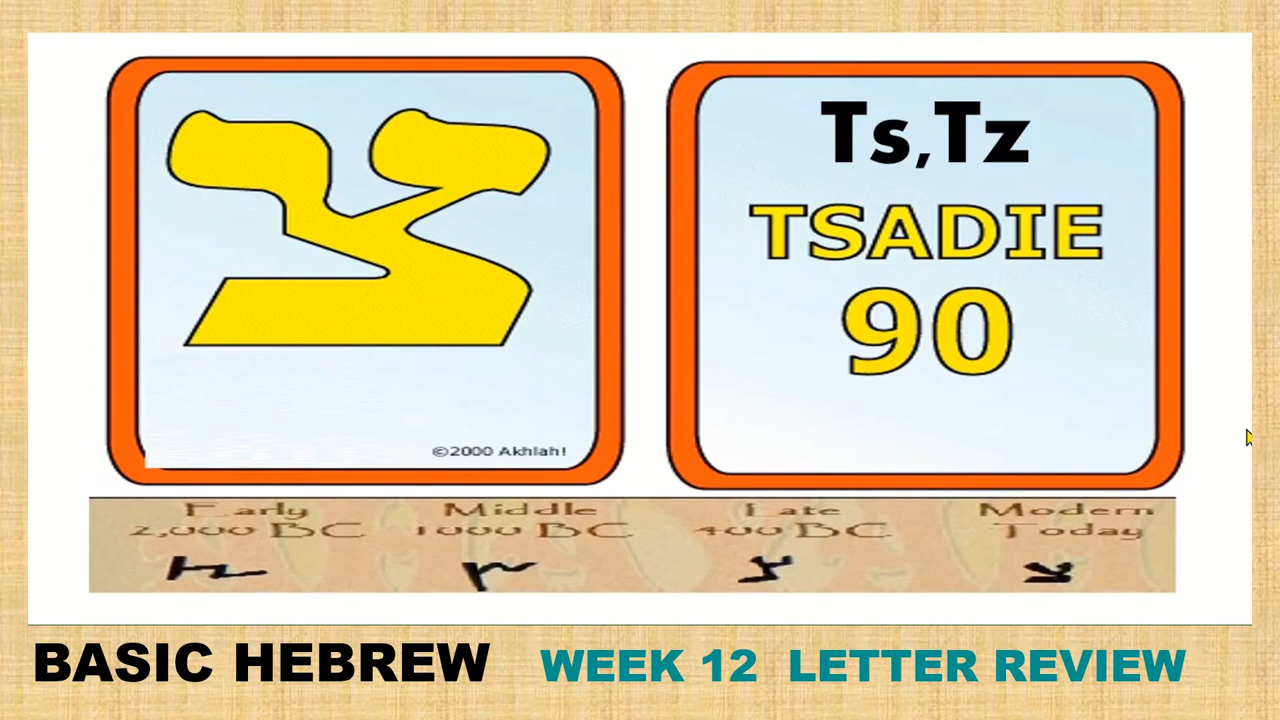 צ
Ts,Tz
TSADIE
90
©2000 Akhlah!
Early Middle Late Modern
2,000 BC 1000 BC 400 BC Today
BASIC HEBREW WEEK 12 LETTER REVIEW